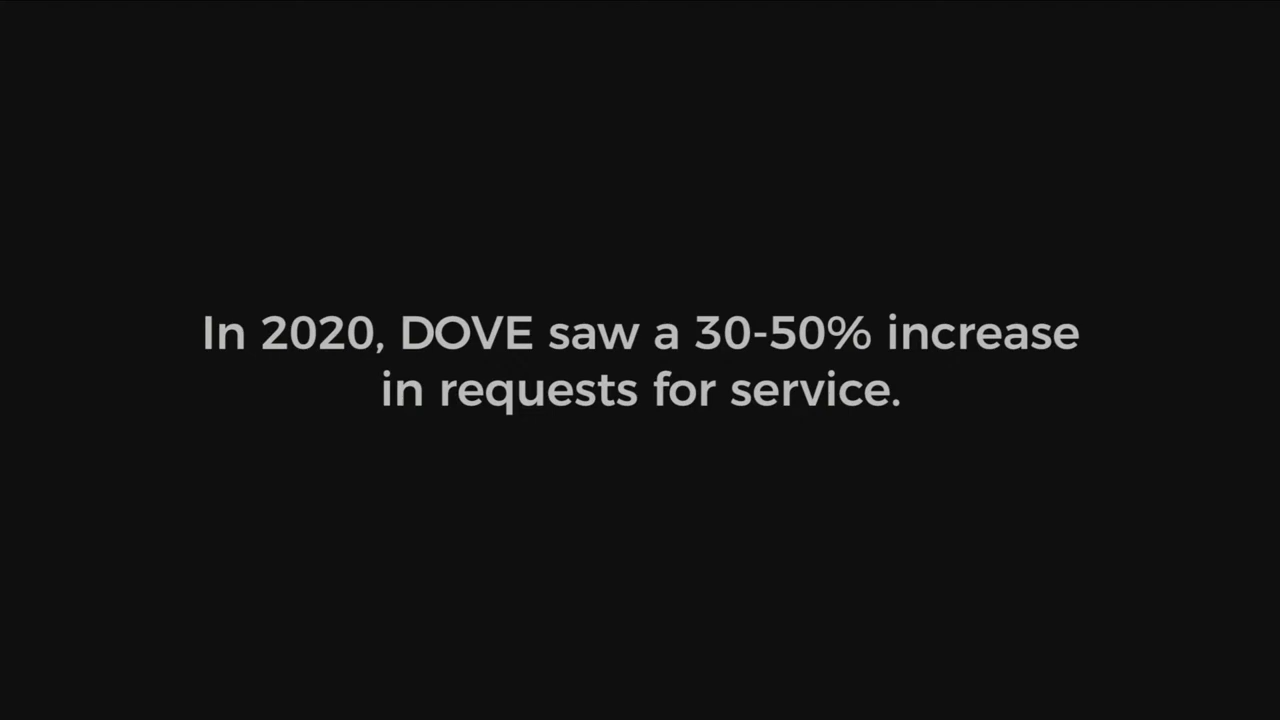 In 2020, DOVE saw a 30-50% increase
in requests for service.